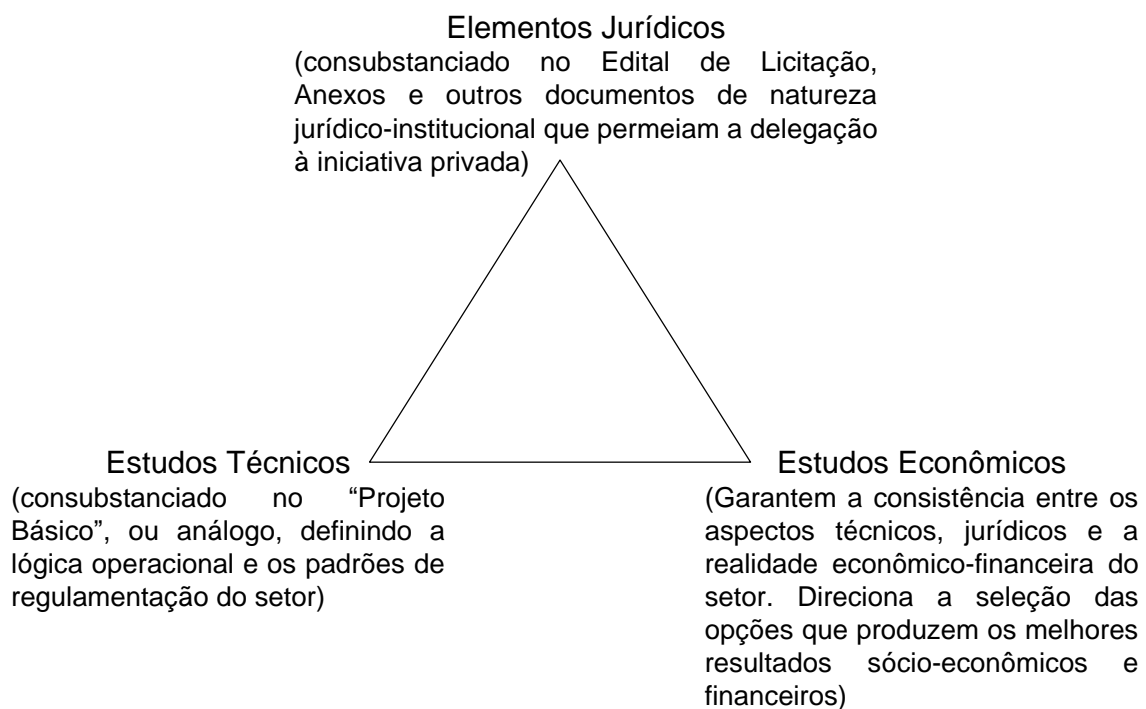 Elementos Jurídicos
(consubstanciado no Edital de Licitação,
Anexos e outros documentos de natureza
jurídico-institucional que permeiam a delegação
à iniciativa privada)
Estudos Técnicos
(consubstanciado no “Projeto
Básico”, ou análogo, definindo a
lógica operacional e os padrões de
regulamentação do setor)
Estudos Econômicos
(Garantem a consistência entre os
aspectos técnicos, jurídicos e a
realidade econômico-financeira do
setor. Direciona a seleção das
opções que produzem os melhores
resultados sócio-econômicos e
financeiros)